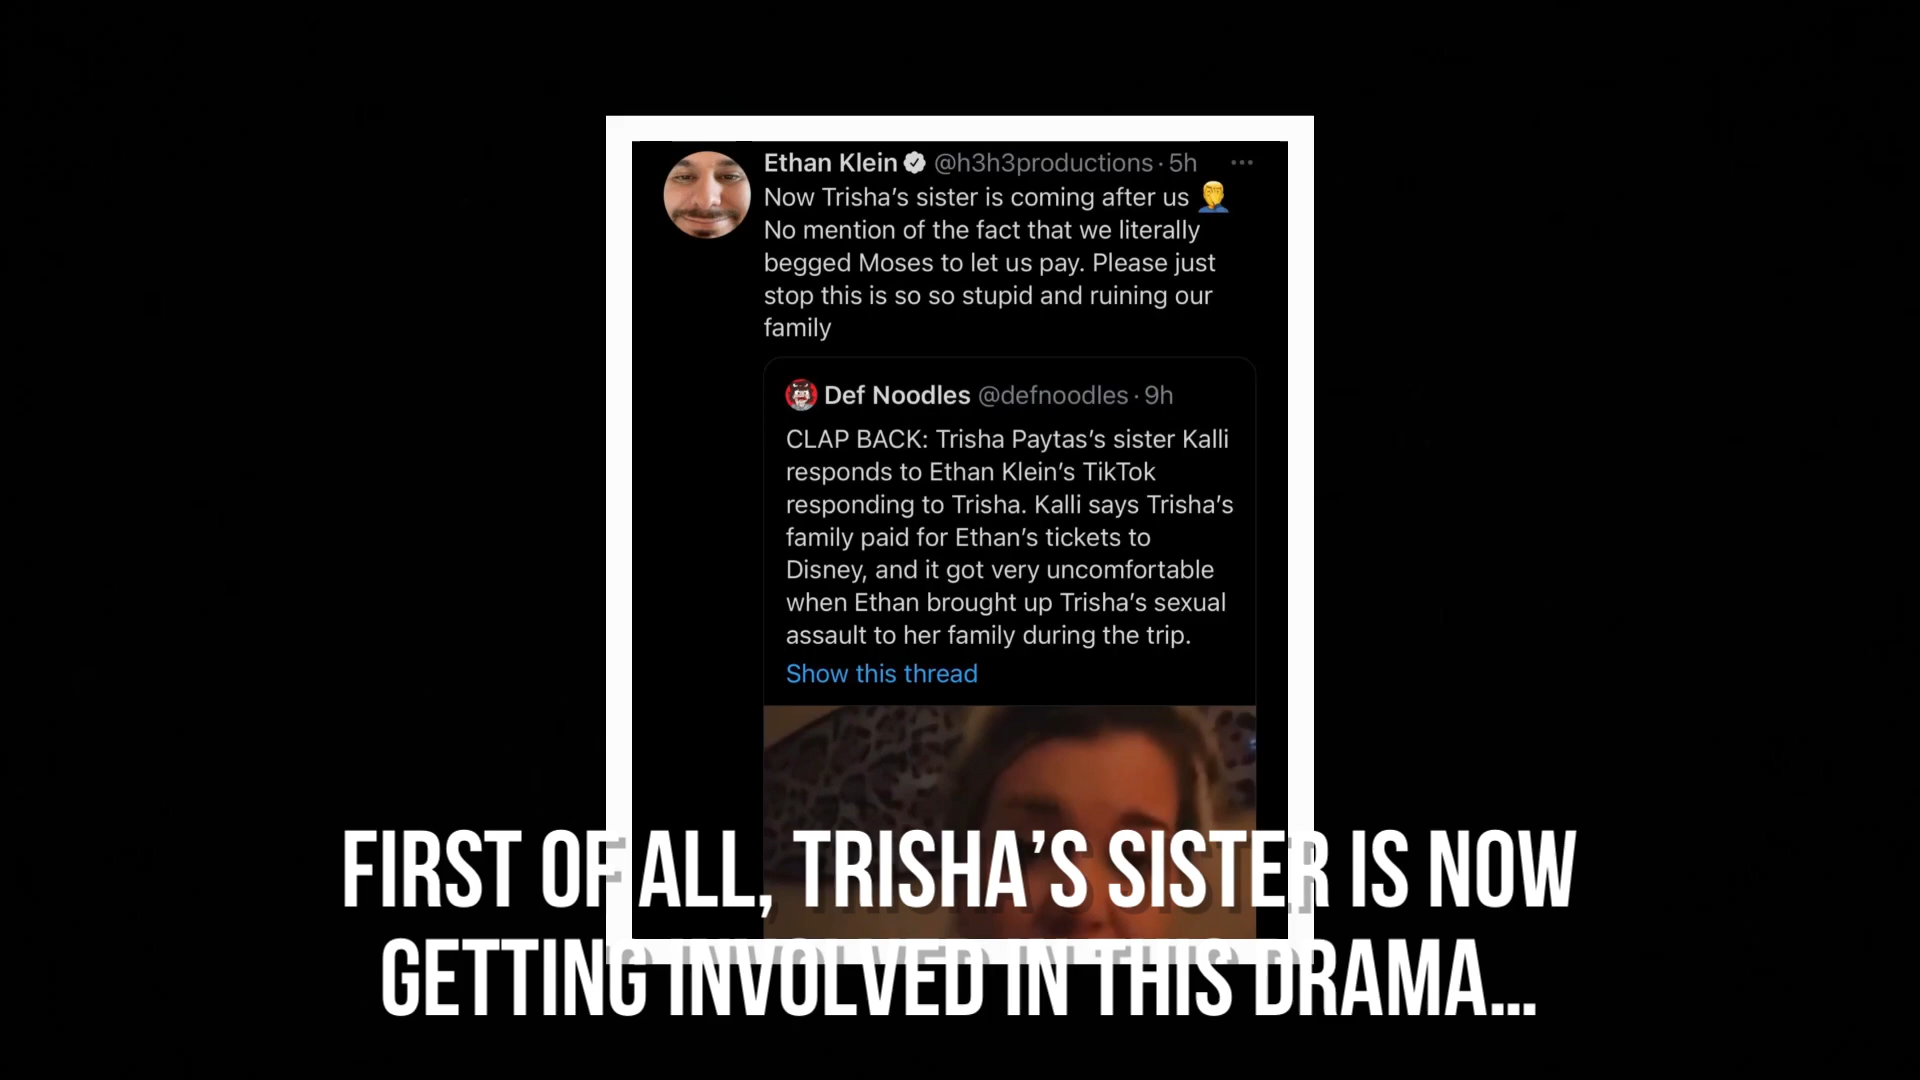 Ethan Klein @h3h3productions · 5h ···
Now Trisha's sister is coming after us 🤦‍♂️
No mention of the fact that we literally
begged Moses to let us pay. Please just
stop this is so so stupid and ruining our
family
Def Noodles @defnoodles · 9h
CLAP BACK: Trisha Paytas's sister Kalli
responds to Ethan Klein's TikTok
responding to Trisha. Kalli says Trisha's
family paid for Ethan's tickets to
Disney, and it got very uncomfortable
when Ethan brought up Trisha's sexual
assault to her family during the trip.
Show this thread
FIRST OF ALL, TRISHA'S SISTER IS NOW
GETTING INVOLVED IN THIS DRAMA...